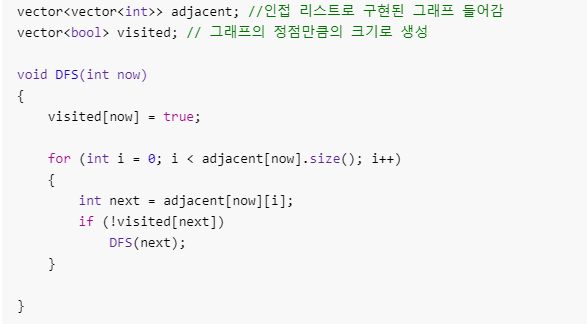 vector<vector<int>> adjacent; //인접 리스트로 구현된 그래프 들어감
vector<bool> visited; // 그래프의 정점만큼의 크기로 생성
void DFS(int now)
{
visited[now] = true;
for (int i = 0; i < adjacent[now].size(); i++)
{
int next = adjacent[now][i];
if (!visited[next])
DFS(next);
}
}